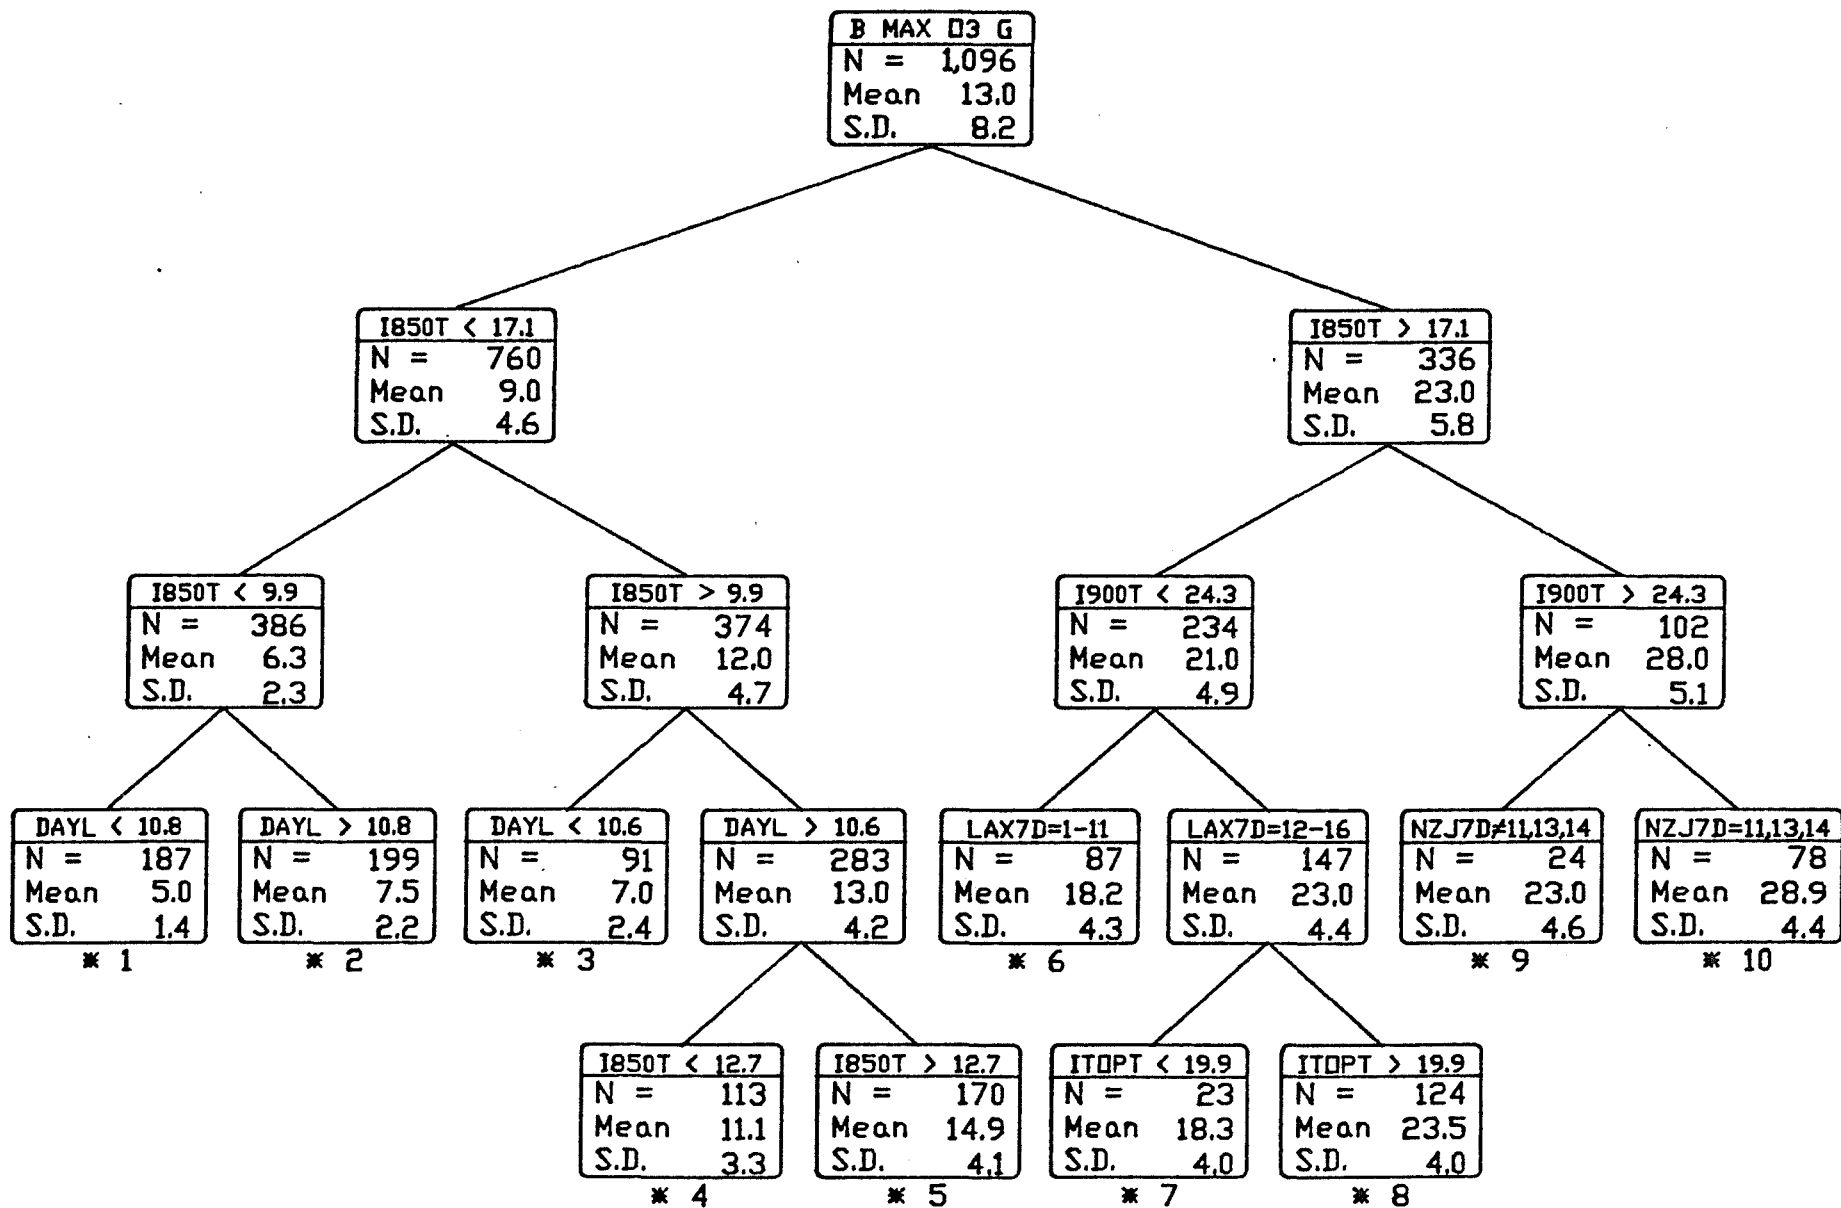 B MAX O3 G
N = 1,096
Mean 13.0
S.D. 8.2
I850T < 17.1
N = 760
Mean 9.0
S.D. 4.6
I850T > 17.1
N = 336
Mean 23.0
S.D. 5.8
I850T < 9.9
N = 386
Mean 6.3
S.D. 2.3
I850T > 9.9
N = 374
Mean 12.0
S.D. 4.7
I900T < 24.3
N = 234
Mean 21.0
S.D. 4.9
I900T > 24.3
N = 102
Mean 28.0
S.D. 5.1
DAYL < 10.8
N = 187
Mean 5.0
S.D. 1.4
* 1
DAYL > 10.8
N = 199
Mean 7.5
S.D. 2.2
* 2
DAYL < 10.6
N = 91
Mean 7.0
S.D. 2.4
* 3
DAYL > 10.6
N = 283
Mean 13.0
S.D. 4.2
LAX7D=1-11
N = 87
Mean 18.2
S.D. 4.3
* 6
LAX7D=12-16
N = 147
Mean 23.0
S.D. 4.4
NZJ7D≠11,13,14
N = 24
Mean 23.0
S.D. 4.6
* 9
NZJ7D=11,13,14
N = 78
Mean 28.9
S.D. 4.4
* 10
I850T < 12.7
N = 113
Mean 11.1
S.D. 3.3
* 4
I850T > 12.7
N = 170
Mean 14.9
S.D. 4.1
* 5
ITOPT < 19.9
N = 23
Mean 18.3
S.D. 4.0
* 7
ITOPT > 19.9
N = 124
Mean 23.5
S.D. 4.0
* 8